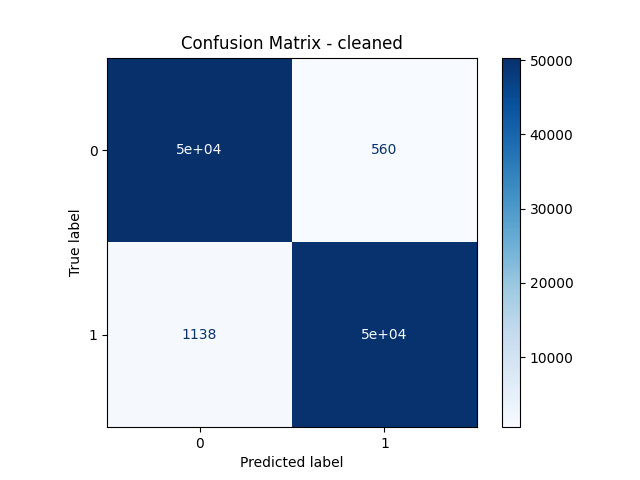 Confusion Matrix - cleaned
True label
0
5e+04
560
1
1138
5e+04
0
1
Predicted label
50000
40000
30000
20000
10000